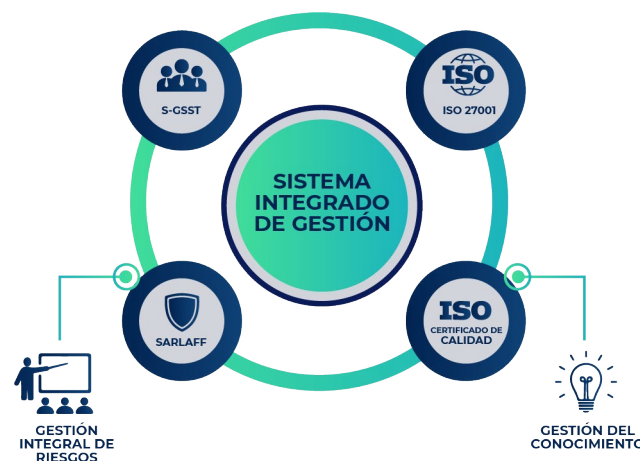 S-GSST
ISO
ISO 27001
SISTEMA
INTEGRADO
DE GESTIÓN
SARLAFF
ISO
CERTIFICADO DE
CALIDAD
GESTIÓN
INTEGRAL DE
RIESGOS
GESTIÓN DEL
CONOCIMIENTO